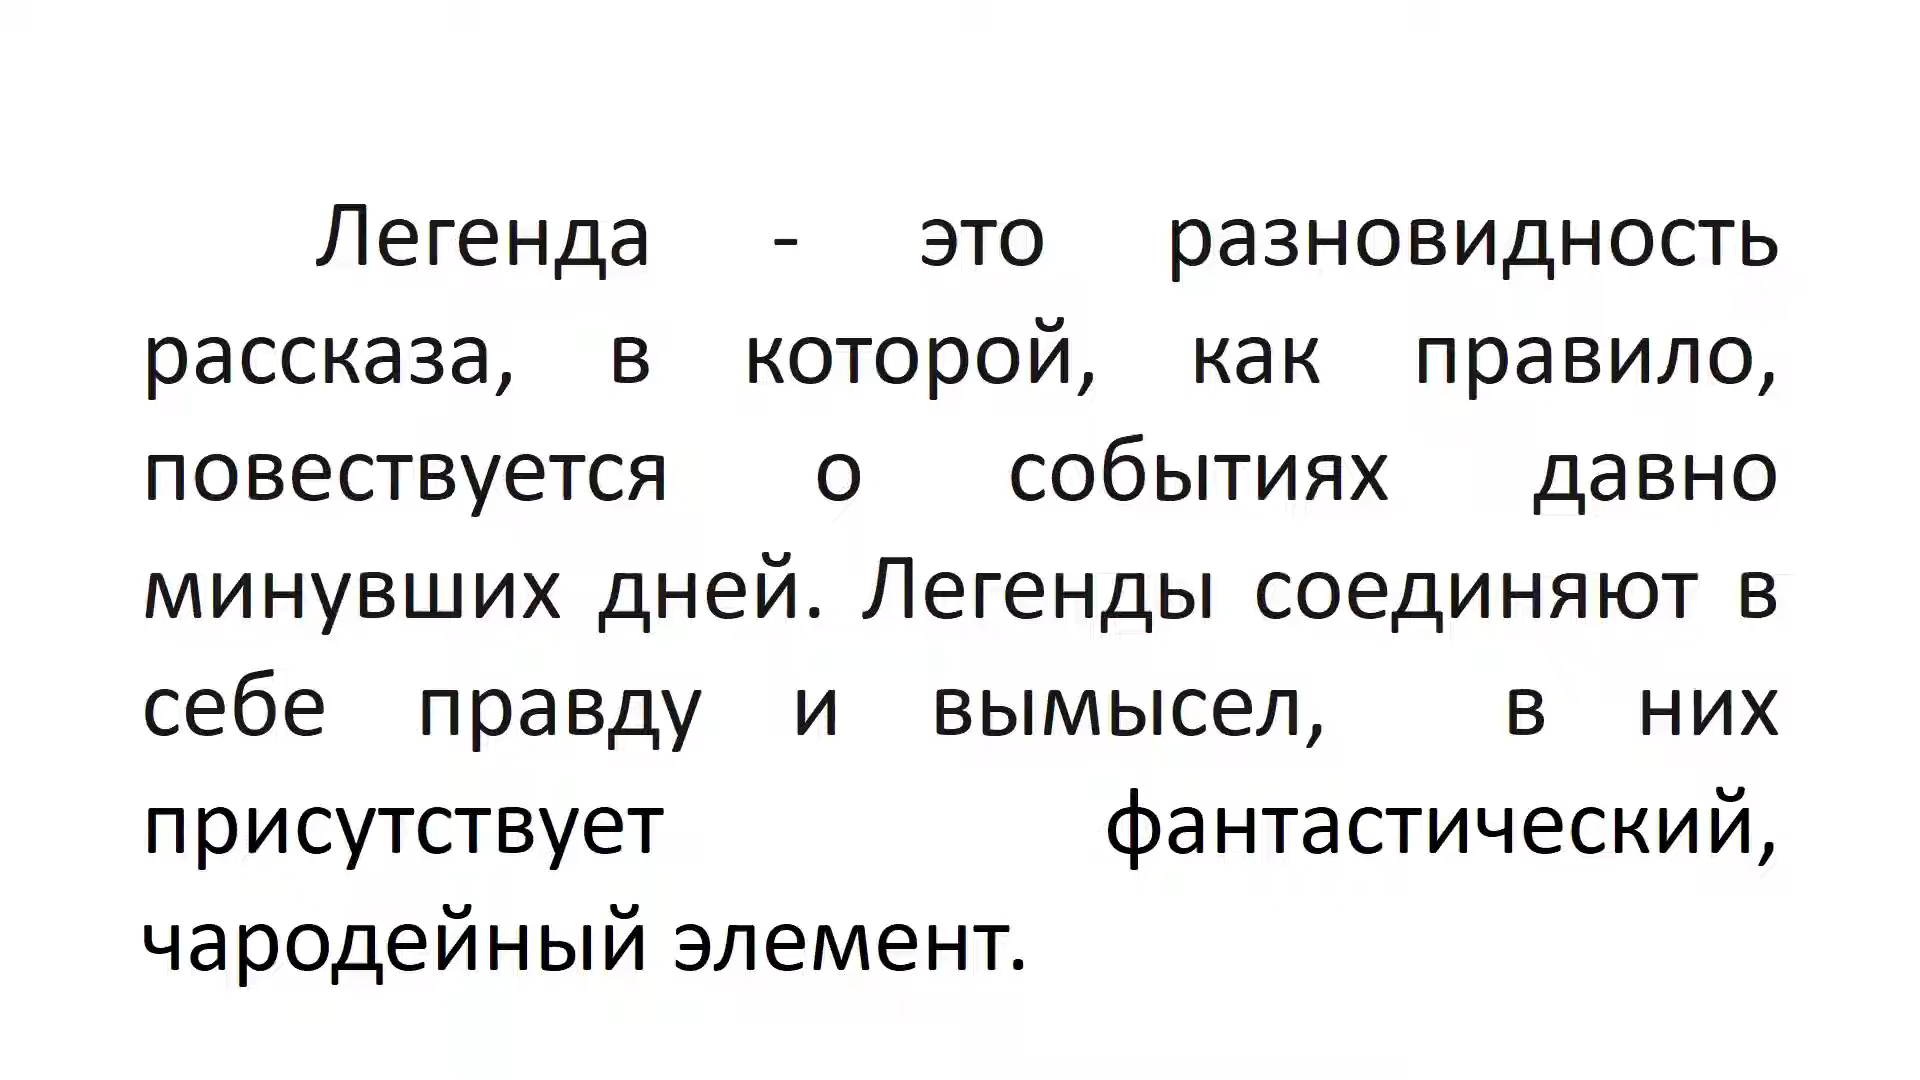 Легенда - это разновидность
рассказа, в которой, как правило,
повествуется о событиях давно
минувших дней. Легенды соединяют в
себе правду и вымысел, в них
присутствует фантастический,
чародейный элемент.